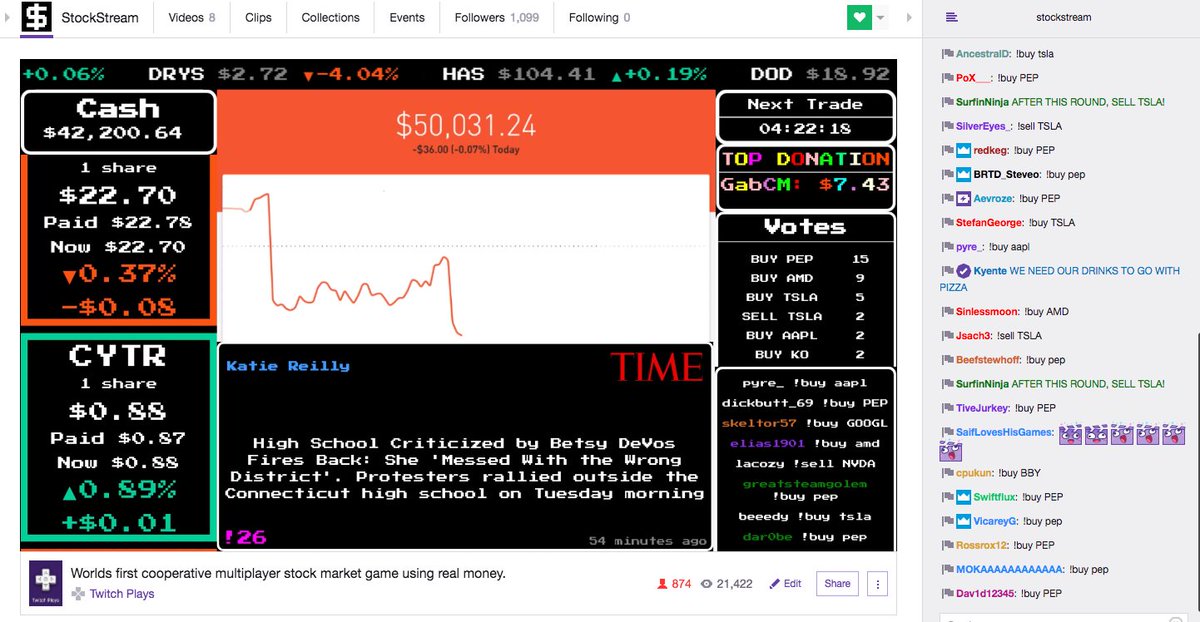 StockStream
Videos 8
Clips
Collections
Events
Followers 1,099
Following 0
+0.06% DRYS $2.72 ▼-4.04% HAS $104.41 ▲+0.19% DOD $18.92
Cash
$42,200.64
1 share
$22.70
Paid $22.78
Now $22.70
▼0.37%
-$0.08
CYTR
1 share
$0.88
Paid $0.87
Now $0.88
▲0.89%
+$0.01
$50,031.24
-$36.00 (-0.07%) Today
Katie Reilly
TIME
High School Criticized by Betsy DeVos
Fires Back: She 'Messed With the Wrong
District'. Protesters rallied outside the
Connecticut high school on Tuesday morning
!26
54 minutes ago
Next Trade
04:22:18
TOP DONATION
GabCM: $7.43
Votes
BUY PEP 15
BUY AMD 9
BUY TSLA 5
SELL TSLA 2
BUY AAPL 2
BUY KO 2
pyre_ !buy aapl
dickbutt_69 !buy PEP
skeltor57 !buy GOOGL
elias1901 !buy amd
lacozy !sell NVDA
greatsteamgolem
!buy pep
beeedy !buy tsla
dar0be !buy pep
Twitch Plays
Worlds first cooperative multiplayer stock market game using real money.
Twitch Plays
874
21,422
Edit
Share
stockstream
AncestralD: !buy tsla
PoX___: !buy PEP
SurfinNinja AFTER THIS ROUND, SELL TSLA!
SilverEyes_: !sell TSLA
redkeg: !buy PEP
BRTD_Steveo: !buy pep
Aevroze: !buy PEP
StefanGeorge: !buy TSLA
pyre_: !buy aapl
Kyente WE NEED OUR DRINKS TO GO WITH
PIZZA
Sinlessmoon: !buy AMD
Jsach3: !sell TSLA
Beefstewhoff: !buy pep
SurfinNinja AFTER THIS ROUND, SELL TSLA!
TiveJurkey: !buy PEP
SaifLovesHisGames:
cpukun: !buy BBY
Swiftflux: !buy PEP
VicareyG: !buy pep
Rossrox12: !buy PEP
MOKAAAAAAAAAAAA: !buy pep
Dav1d12345: !buy PEP